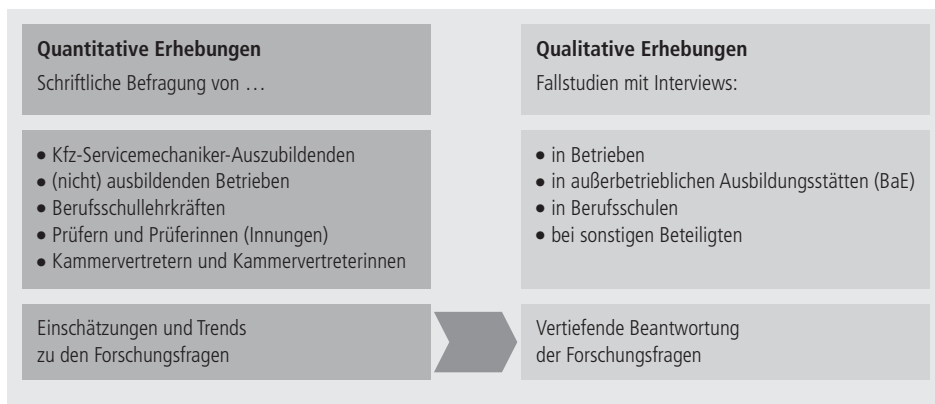 Quantitative Erhebungen
Schriftliche Befragung von …
• Kfz-Servicemechaniker-Auszubildenden
• (nicht) ausbildenden Betrieben
• Berufsschullehrkräften
• Prüfern und Prüferinnen (Innungen)
• Kammervertretern und Kammervertreterinnen
Einschätzungen und Trends
zu den Forschungsfragen
Qualitative Erhebungen
Fallstudien mit Interviews:
• in Betrieben
• in außerbetrieblichen Ausbildungsstätten (BaE)
• in Berufsschulen
• bei sonstigen Beteiligten
Vertiefende Beantwortung
der Forschungsfragen